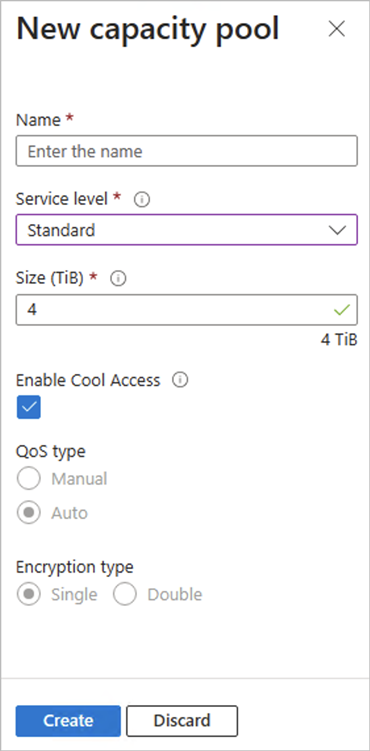 New capacity pool
Name *
Enter the name
Service level *
Standard
Size (TiB) *
4
4 TiB
Enable Cool Access
QoS type
Manual
Auto
Encryption type
Single Double
Create Discard